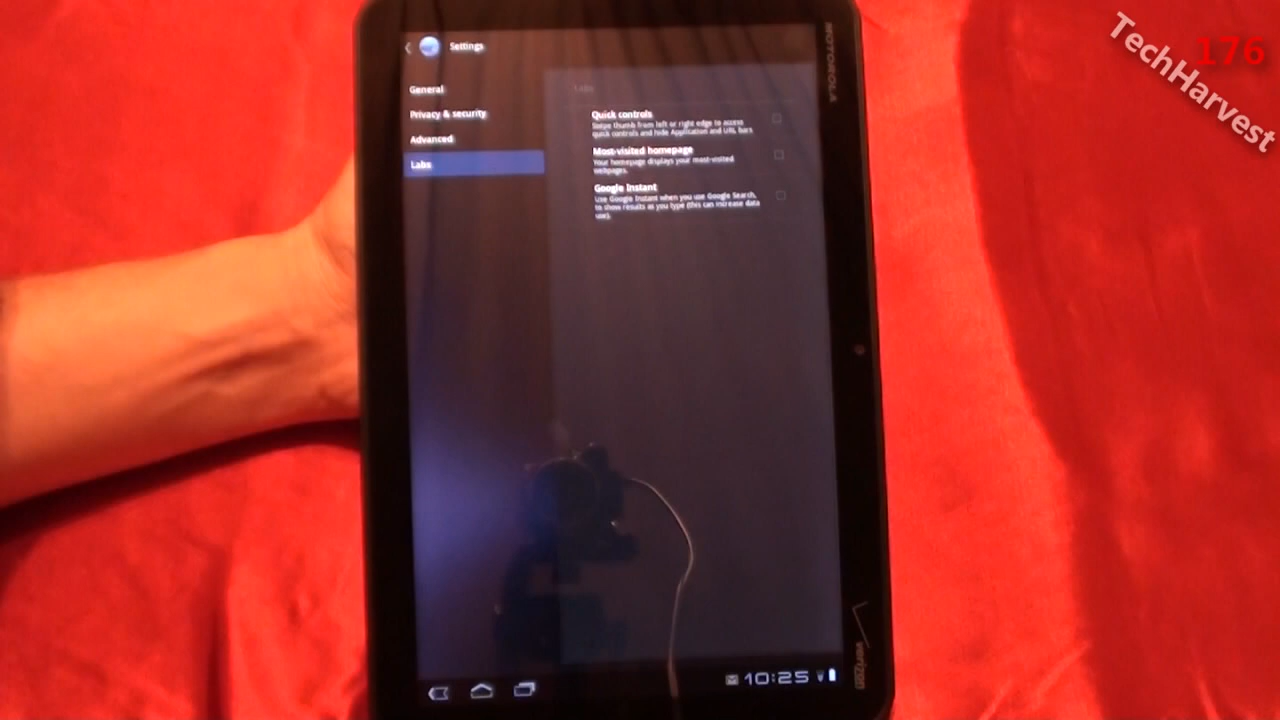 TechHarvest
176
MOTOROLA
Settings
General
Privacy & security
Advanced
Labs
Labs
Quick controls
Swipe thumb from left or right edge to access
quick controls and hide Application and URL bars
Most-visited homepage
Your homepage displays your most-visited
webpages.
Google Instant
Use Google Instant when you use Google Search,
to show results as you type (this can increase data
use).
10:25
verizon